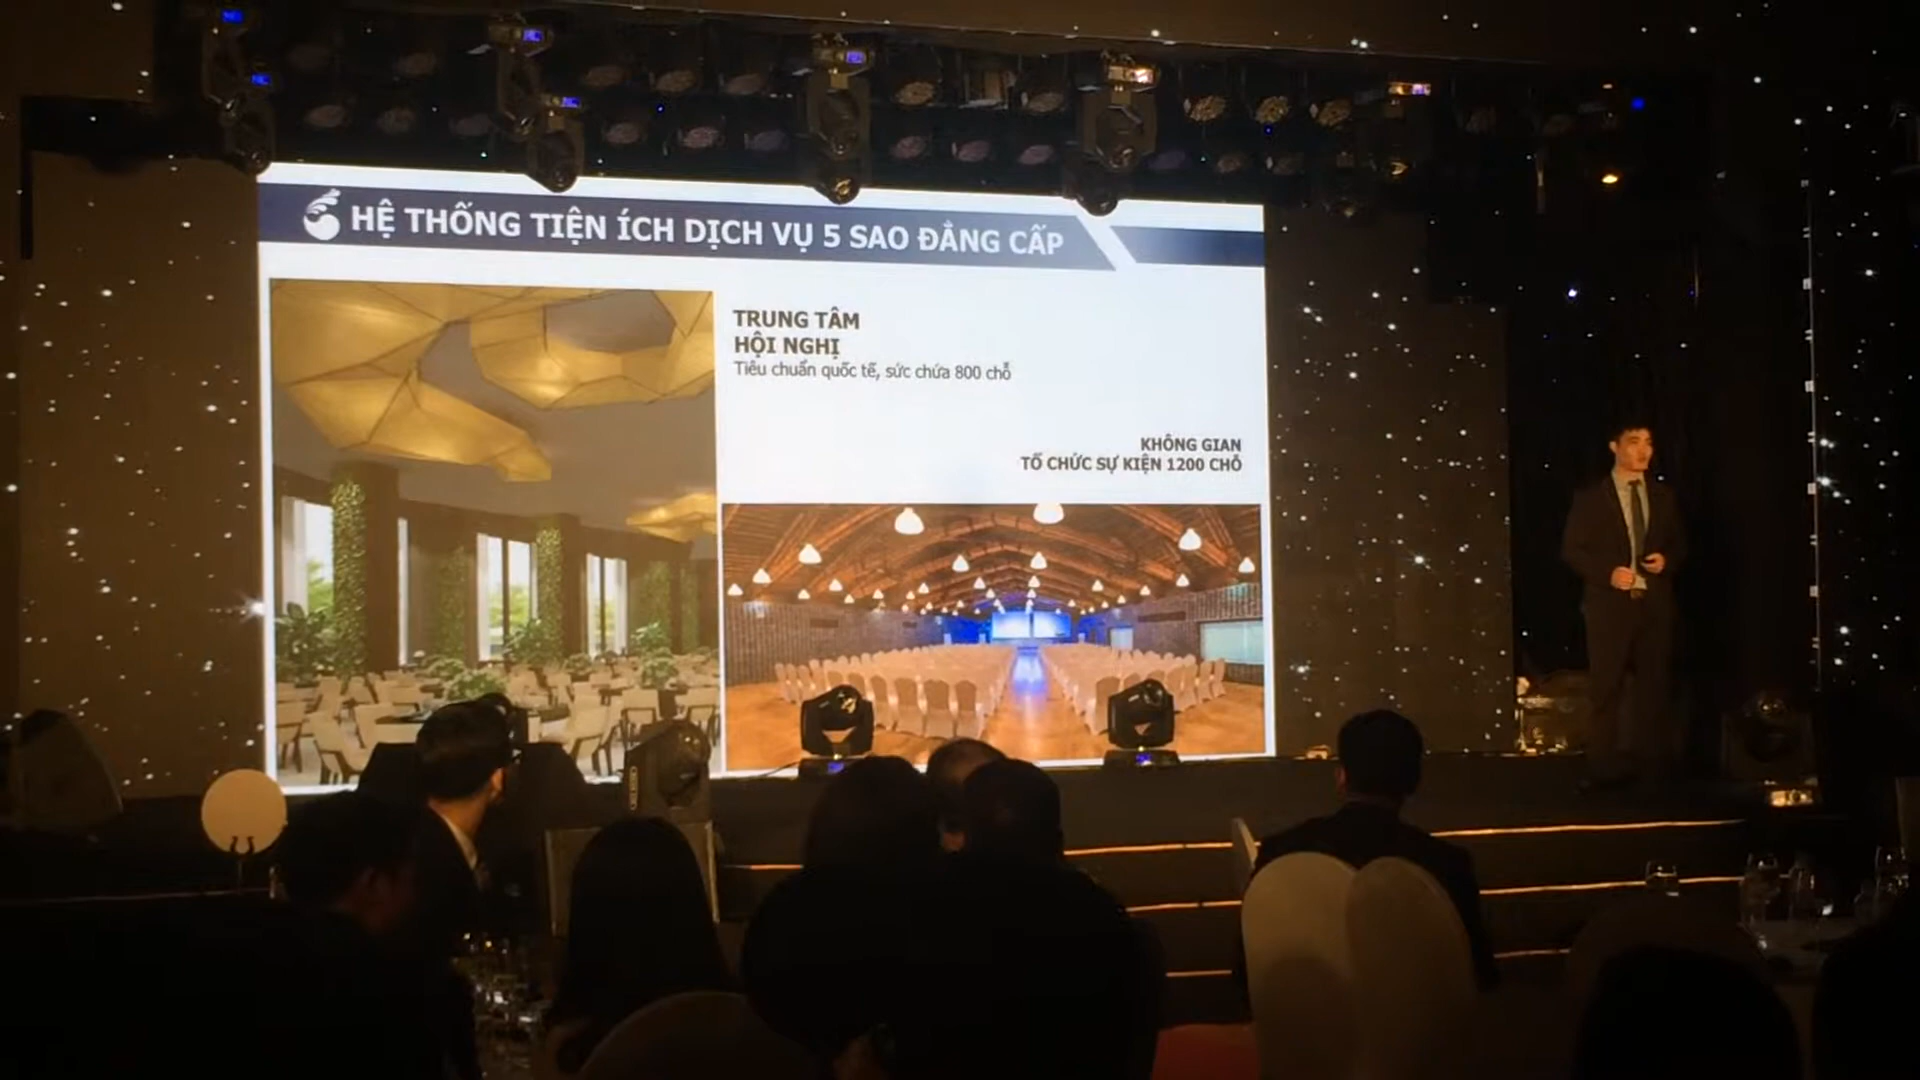 HỆ THỐNG TIỆN ÍCH DỊCH VỤ 5 SAO ĐẲNG CẤP
TRUNG TÂM
HỘI NGHỊ
Tiêu chuẩn quốc tế, sức chứa 800 chỗ
KHÔNG GIAN
TỔ CHỨC SỰ KIỆN 1200 CHỖ